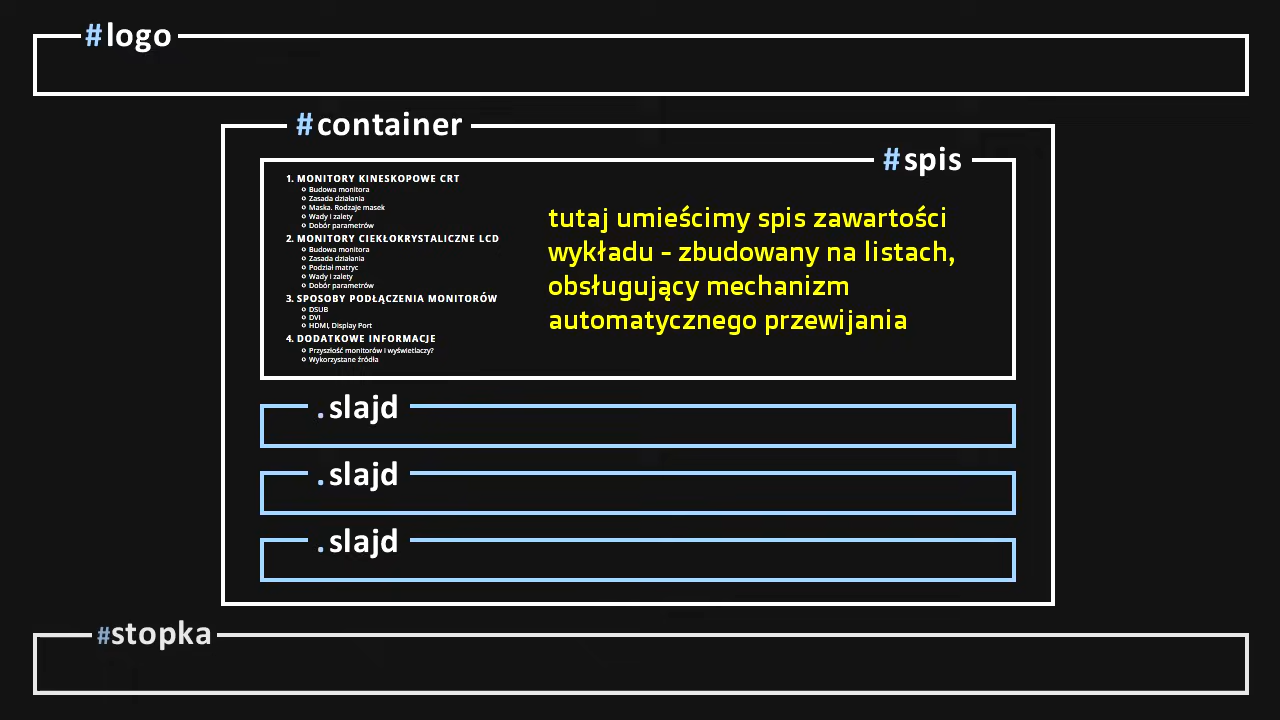 #logo
#container
#spis
1. MONITORY KINESKOPOWE CRT
Budowa monitora
Zasada działania
Maska. Rodzaje masek
Wady i zalety
Dobór parametrów
2. MONITORY CIEKŁOKRYSTALICZNE LCD
Budowa monitora
Zasada działania
Podział matryc
Wady i zalety
Dobór parametrów
3. SPOSOBY PODŁĄCZENIA MONITORÓW
DSUB
DVI
HDMI, Display Port
4. DODATKOWE INFORMACJE
Przyszłość monitorów i wyświetlaczy?
Wykorzystane źródła
tutaj umieścimy spis zawartości
wykładu - zbudowany na listach,
obsługujący mechanizm
automatycznego przewijania
.slajd
.slajd
.slajd
#stopka